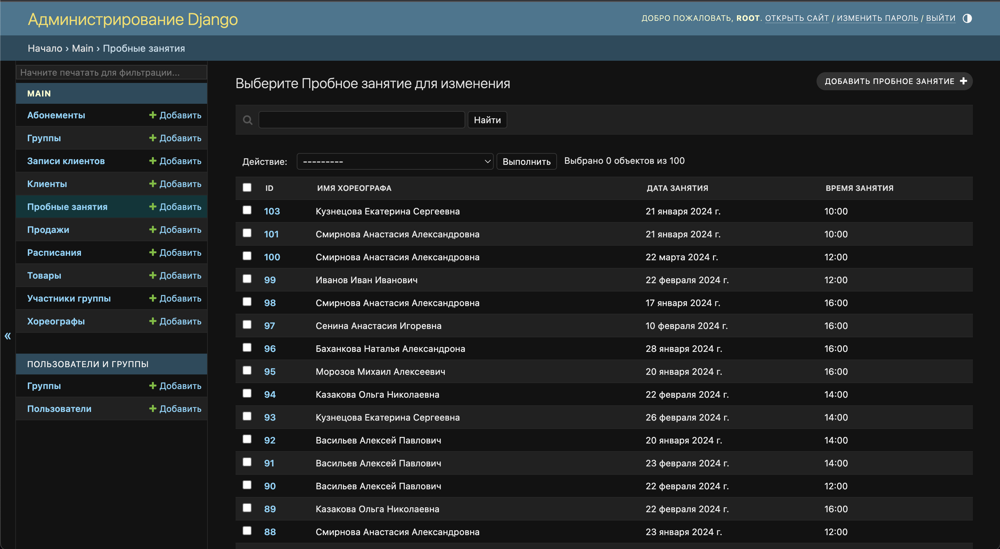 Администрирование Django
ДОБРО ПОЖАЛОВАТЬ, ROOT. ОТКРЫТЬ САЙТ / ИЗМЕНИТЬ ПАРОЛЬ / ВЫЙТИ
Начало › Main › Пробные занятия
Начните печатать для фильтрации...
MAIN
Абонементы + Добавить
Группы + Добавить
Записи клиентов + Добавить
Клиенты + Добавить
Пробные занятия + Добавить
Продажи + Добавить
Расписания + Добавить
Товары + Добавить
Участники группы + Добавить
Хореографы + Добавить
«
ПОЛЬЗОВАТЕЛИ И ГРУППЫ
Группы + Добавить
Пользователи + Добавить
Выберите Пробное занятие для изменения
ДОБАВИТЬ ПРОБНОЕ ЗАНЯТИЕ +
Найти
Действие: --------- Выполнить Выбрано 0 объектов из 100
ID ИМЯ ХОРЕОГРАФА ДАТА ЗАНЯТИЯ ВРЕМЯ ЗАНЯТИЯ
103 Кузнецова Екатерина Сергеевна 21 января 2024 г. 10:00
101 Смирнова Анастасия Александровна 21 января 2024 г. 10:00
100 Смирнова Анастасия Александровна 22 марта 2024 г. 12:00
99 Иванов Иван Иванович 22 февраля 2024 г. 12:00
98 Смирнова Анастасия Александровна 17 января 2024 г. 16:00
97 Сенина Анастасия Игоревна 10 февраля 2024 г. 16:00
96 Баханкова Наталья Александрона 28 января 2024 г. 16:00
95 Морозов Михаил Алексеевич 20 января 2024 г. 16:00
94 Казакова Ольга Николаевна 22 февраля 2024 г. 14:00
93 Кузнецова Екатерина Сергеевна 26 февраля 2024 г. 14:00
92 Васильев Алексей Павлович 20 января 2024 г. 14:00
91 Васильев Алексей Павлович 23 февраля 2024 г. 14:00
90 Васильев Алексей Павлович 22 февраля 2024 г. 12:00
89 Казакова Ольга Николаевна 22 февраля 2024 г. 16:00
88 Смирнова Анастасия Александровна 23 января 2024 г. 12:00